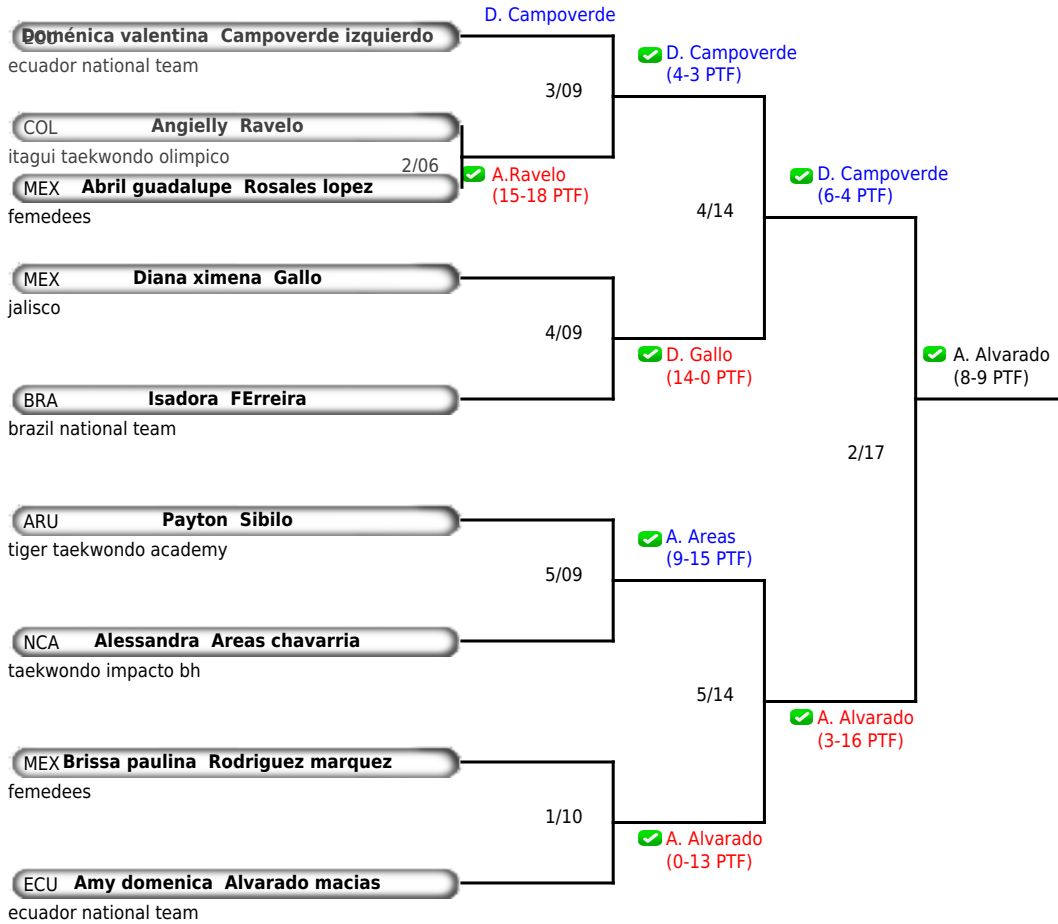 D. Campoverde
ECU Doménica valentina Campoverde izquierdo
ecuador national team
D. Campoverde
(4-3 PTF)
3/09
COL Angielly Ravelo
itagui taekwondo olimpico
2/06
A.Ravelo
(15-18 PTF)
MEX Abril guadalupe Rosales lopez
femedees
D. Campoverde
(6-4 PTF)
4/14
MEX Diana ximena Gallo
jalisco
4/09
D. Gallo
(14-0 PTF)
A. Alvarado
(8-9 PTF)
BRA Isadora FErreira
brazil national team
2/17
ARU Payton Sibilo
tiger taekwondo academy
A. Areas
(9-15 PTF)
5/09
NCA Alessandra Areas chavarria
taekwondo impacto bh
5/14
A. Alvarado
(3-16 PTF)
MEX Brissa paulina Rodriguez marquez
femedees
1/10
A. Alvarado
(0-13 PTF)
ECU Amy domenica Alvarado macias
ecuador national team